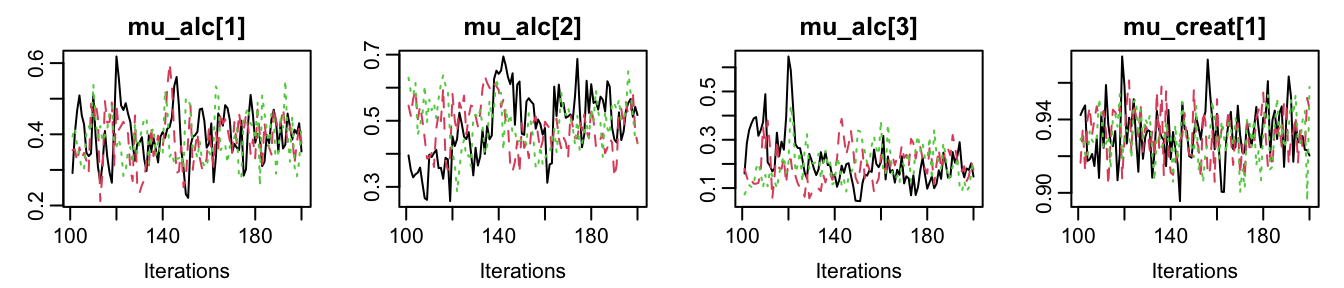 mu_alc[1]
0.6
0.4
0.2
100 140 180
Iterations
mu_alc[2]
0.7
0.5
0.3
100 140 180
Iterations
mu_alc[3]
0.5
0.3
0.1
100 140 180
Iterations
mu_creat[1]
0.94
0.90
100 140 180
Iterations